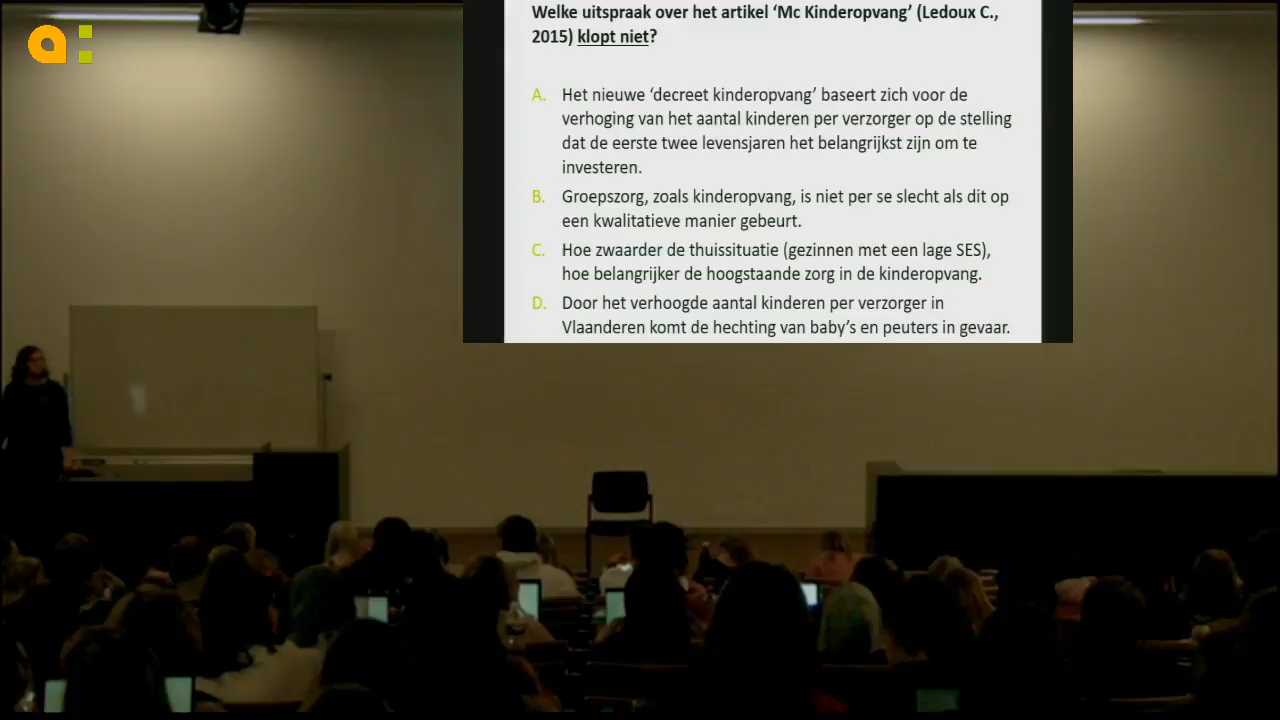 Welke uitspraak over het artikel ‘Mc Kinderopvang’ (Ledoux C.,
2015) klopt niet?
A. Het nieuwe ‘decreet kinderopvang’ baseert zich voor de
verhoging van het aantal kinderen per verzorger op de stelling
dat de eerste twee levensjaren het belangrijkst zijn om te
investeren.
B. Groepszorg, zoals kinderopvang, is niet per se slecht als dit op
een kwalitatieve manier gebeurt.
C. Hoe zwaarder de thuissituatie (gezinnen met een lage SES),
hoe belangrijker de hoogstaande zorg in de kinderopvang.
D. Door het verhoogde aantal kinderen per verzorger in
Vlaanderen komt de hechting van baby’s en peuters in gevaar.